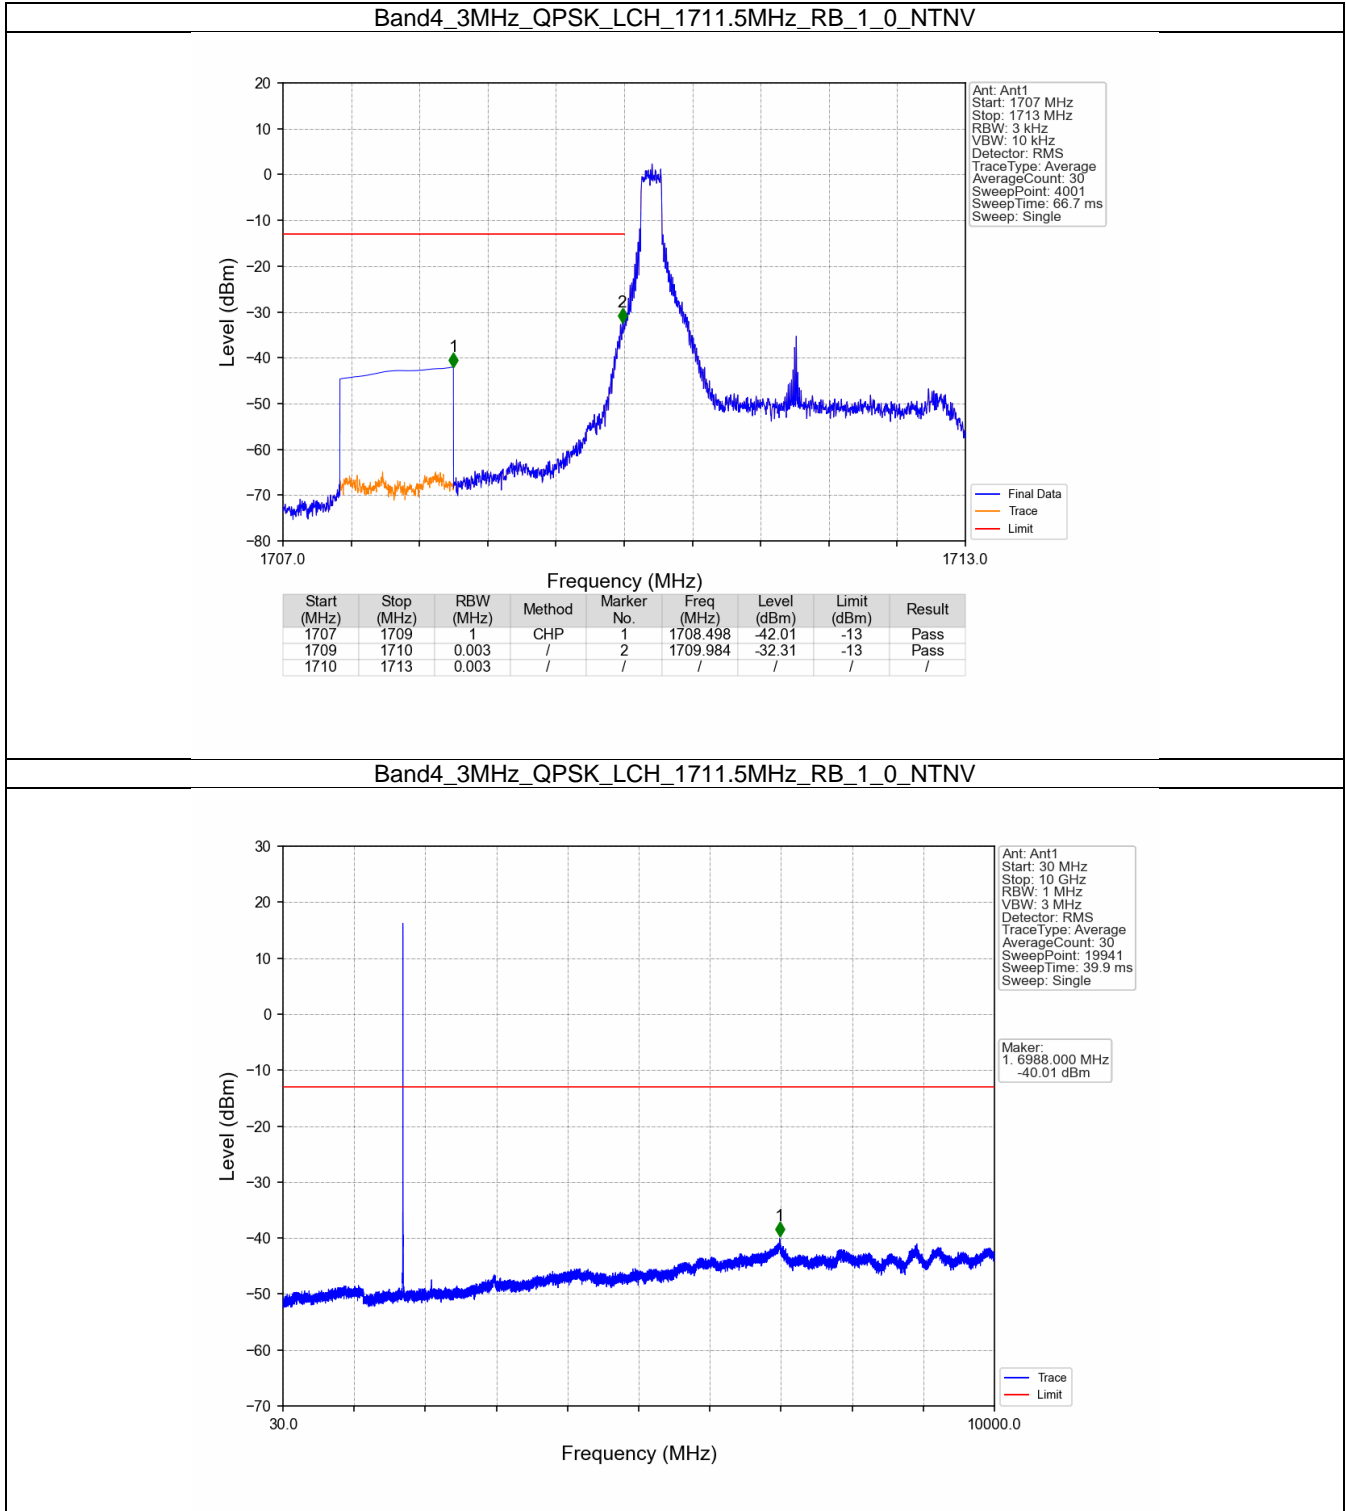 Band4_3MHz_QPSK_LCH_1711.5MHz_RB_1_0_NTNV
20
10
0
−10
−20
−30
−40
−50
−60
−70
−80
Level (dBm)
1
2
1707.0
1713.0
Frequency (MHz)
Ant: Ant1
Start: 1707 MHz
Stop: 1713 MHz
RBW: 3 kHz
VBW: 10 kHz
Detector: RMS
TraceType: Average
AverageCount: 30
SweepPoint: 4001
SweepTime: 66.7 ms
Sweep: Single
Final Data
Trace
Limit
Start (MHz) Stop (MHz) RBW (MHz) Method Marker No. Freq (MHz) Level (dBm) Limit (dBm) Result
1707 1709 1 CHP 1 1708.498 -42.01 -13 Pass
1709 1710 0.003 / 2 1709.984 -32.31 -13 Pass
1710 1713 0.003 / / / / / /
Band4_3MHz_QPSK_LCH_1711.5MHz_RB_1_0_NTNV
30
20
10
0
−10
−20
−30
−40
−50
−60
−70
Level (dBm)
1
30.0
10000.0
Frequency (MHz)
Ant: Ant1
Start: 30 MHz
Stop: 10 GHz
RBW: 1 MHz
VBW: 3 MHz
Detector: RMS
TraceType: Average
AverageCount: 30
SweepPoint: 19941
SweepTime: 39.9 ms
Sweep: Single
Maker:
1. 6988.000 MHz
-40.01 dBm
Trace
Limit